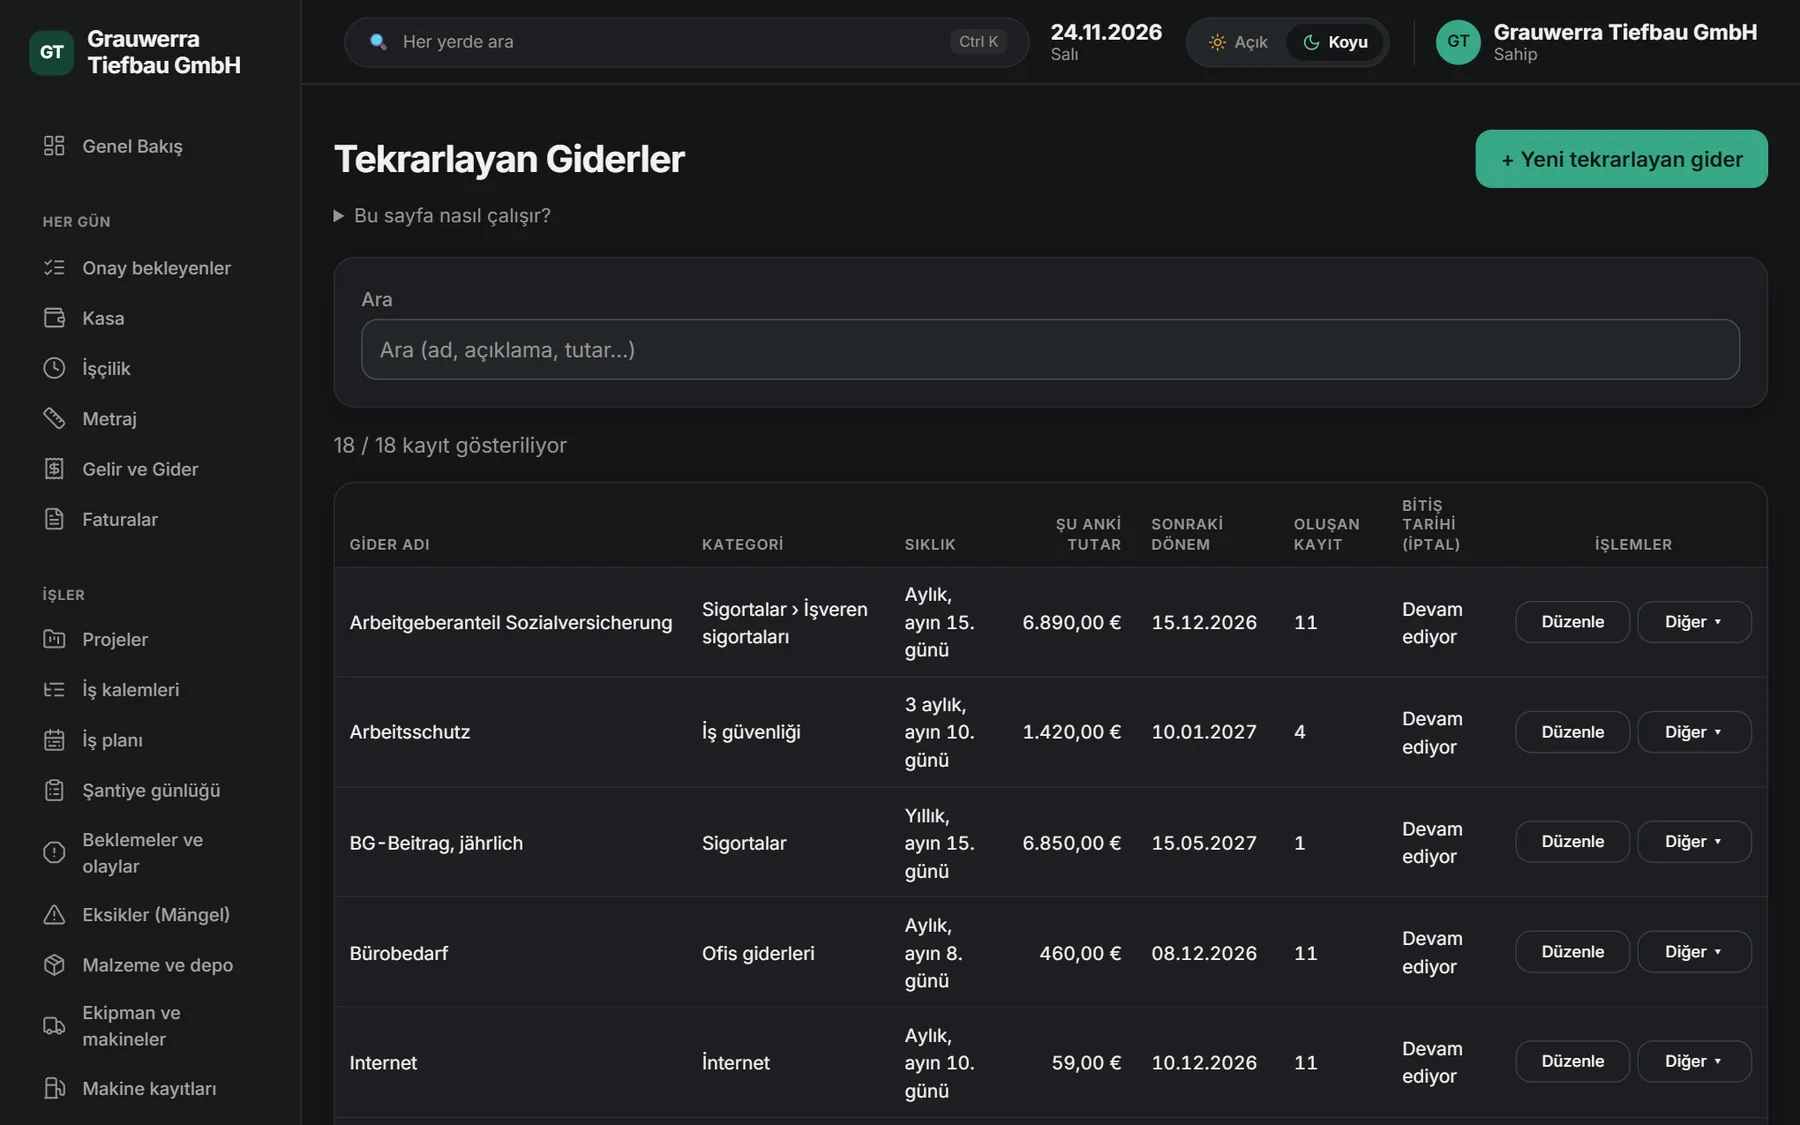 GT
Grauwerra
Tiefbau GmbH
Her yerde ara
Ctrl K
24.11.2026
Salı
Açık
Koyu
GT
Grauwerra Tiefbau GmbH
Sahip
Genel Bakış
HER GÜN
Onay bekleyenler
Kasa
İşçilik
Metraj
Gelir ve Gider
Faturalar
İŞLER
Projeler
İş kalemleri
İş planı
Şantiye günlüğü
Beklemeler ve
olaylar
Eksikler (Mängel)
Malzeme ve depo
Ekipman ve
makineler
Makine kayıtları
Tekrarlayan Giderler
+ Yeni tekrarlayan gider
▶ Bu sayfa nasıl çalışır?
Ara
Ara (ad, açıklama, tutar...)
18 / 18 kayıt gösteriliyor
GİDER ADI
KATEGORİ
SIKLIK
ŞU ANKİ
TUTAR
SONRAKİ
DÖNEM
OLUŞAN
KAYIT
BİTİŞ
TARİHİ
(İPTAL)
İŞLEMLER
Arbeitgeberanteil Sozialversicherung
Sigortalar › İşveren
sigortaları
Aylık,
ayın 15.
günü
6.890,00 €
15.12.2026
11
Devam
ediyor
Düzenle
Diğer ▾
Arbeitsschutz
İş güvenliği
3 aylık,
ayın 10.
günü
1.420,00 €
10.01.2027
4
Devam
ediyor
Düzenle
Diğer ▾
BG-Beitrag, jährlich
Sigortalar
Yıllık,
ayın 15.
günü
6.850,00 €
15.05.2027
1
Devam
ediyor
Düzenle
Diğer ▾
Bürobedarf
Ofis giderleri
Aylık,
ayın 8.
günü
460,00 €
08.12.2026
11
Devam
ediyor
Düzenle
Diğer ▾
Internet
İnternet
Aylık,
ayın 10.
günü
59,00 €
10.12.2026
11
Devam
ediyor
Düzenle
Diğer ▾